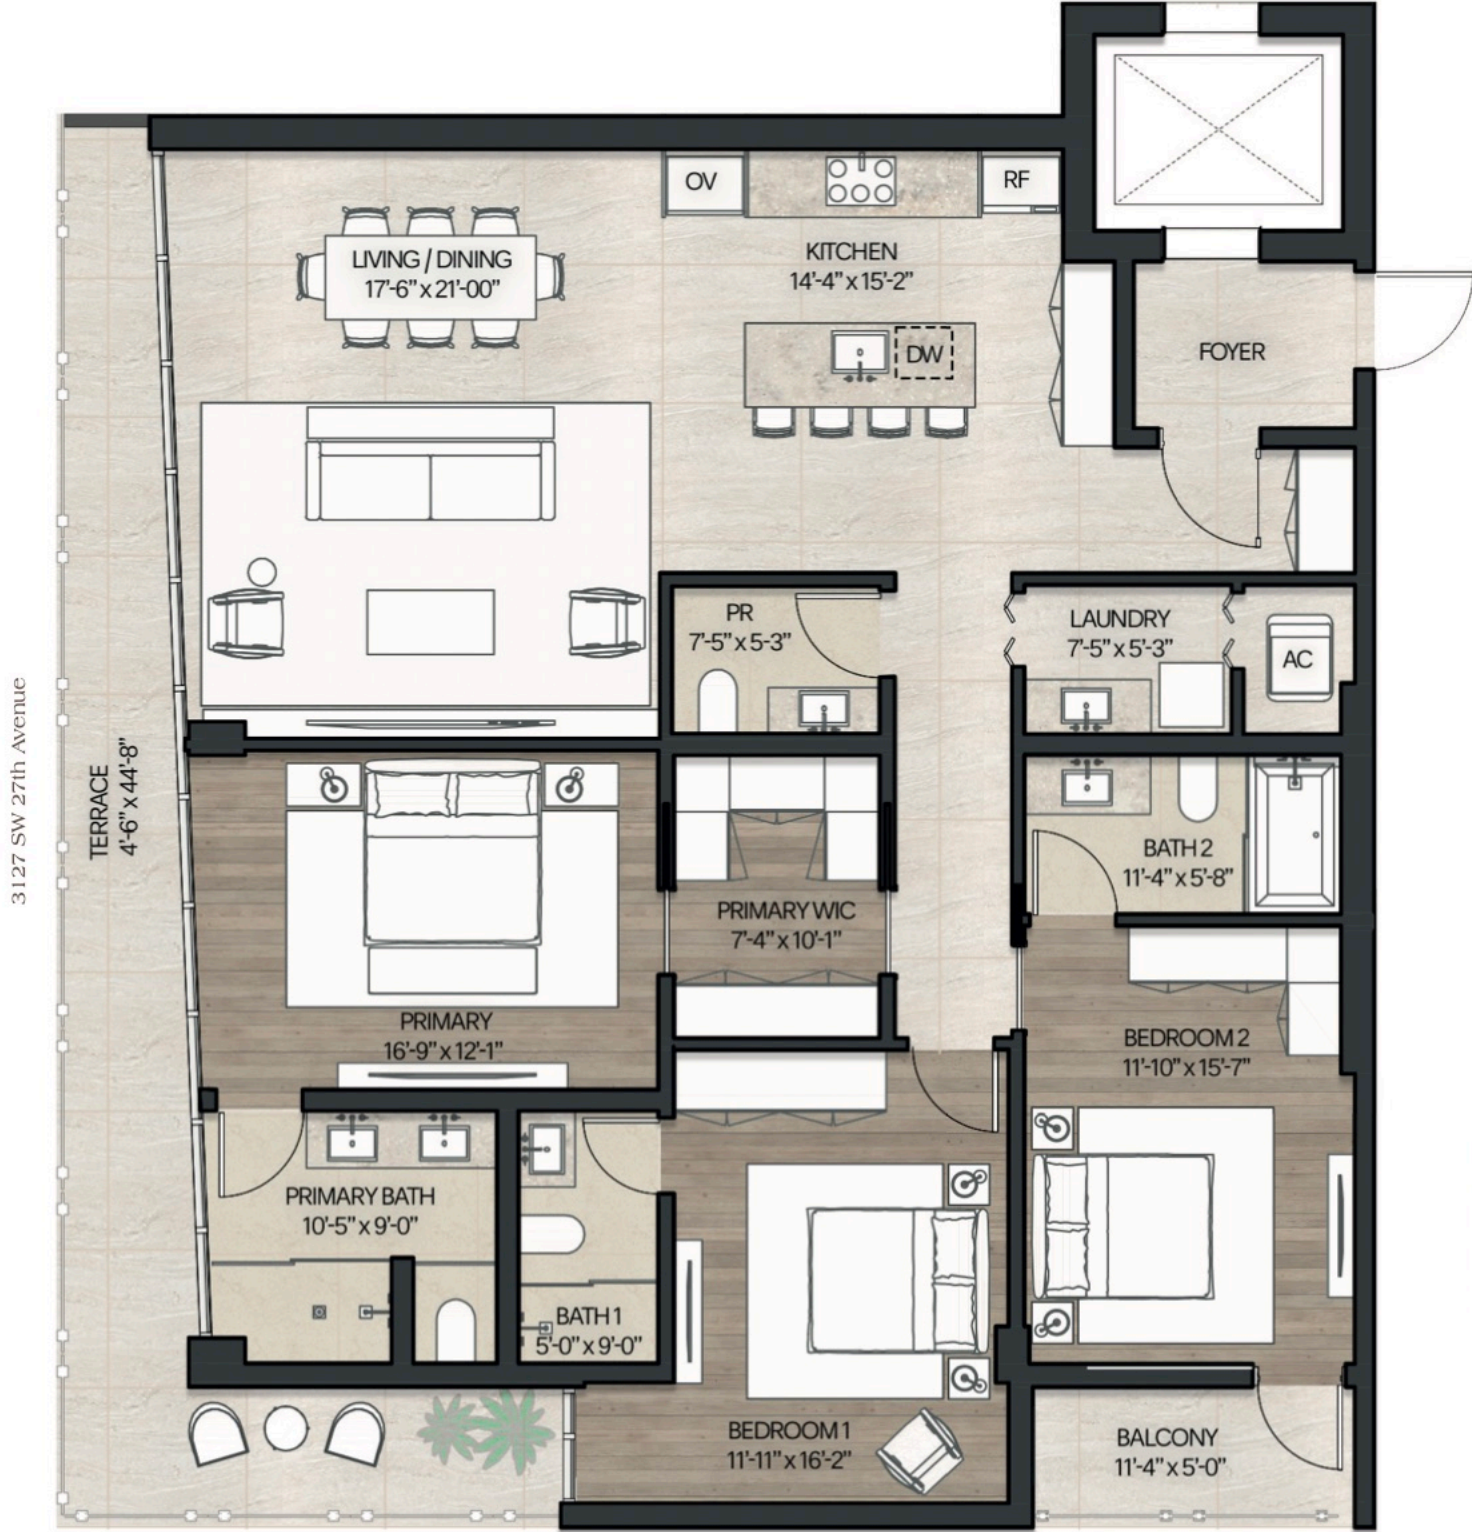 OV
RF
LIVING / DINING
17'-6" x 21'-00"
KITCHEN
14'-4" x 15'-2"
DW
FOYER
PR
7'-5" x 5-3"
LAUNDRY
7'-5" x 5'-3"
AC
3127 SW 27th Avenue
TERRACE
4'-6" x 44'-8"
BATH 2
11'-4" x 5'-8"
PRIMARY WIC
7'-4" x 10'-1"
PRIMARY
16'-9" x 12'-1"
BEDROOM 2
11'-10" x 15'-7"
PRIMARY BATH
10'-5" x 9'-0"
BATH 1
5'-0" x 9'-0"
BEDROOM 1
11'-11" x 16'-2"
BALCONY
11'-4" x 5'-0"